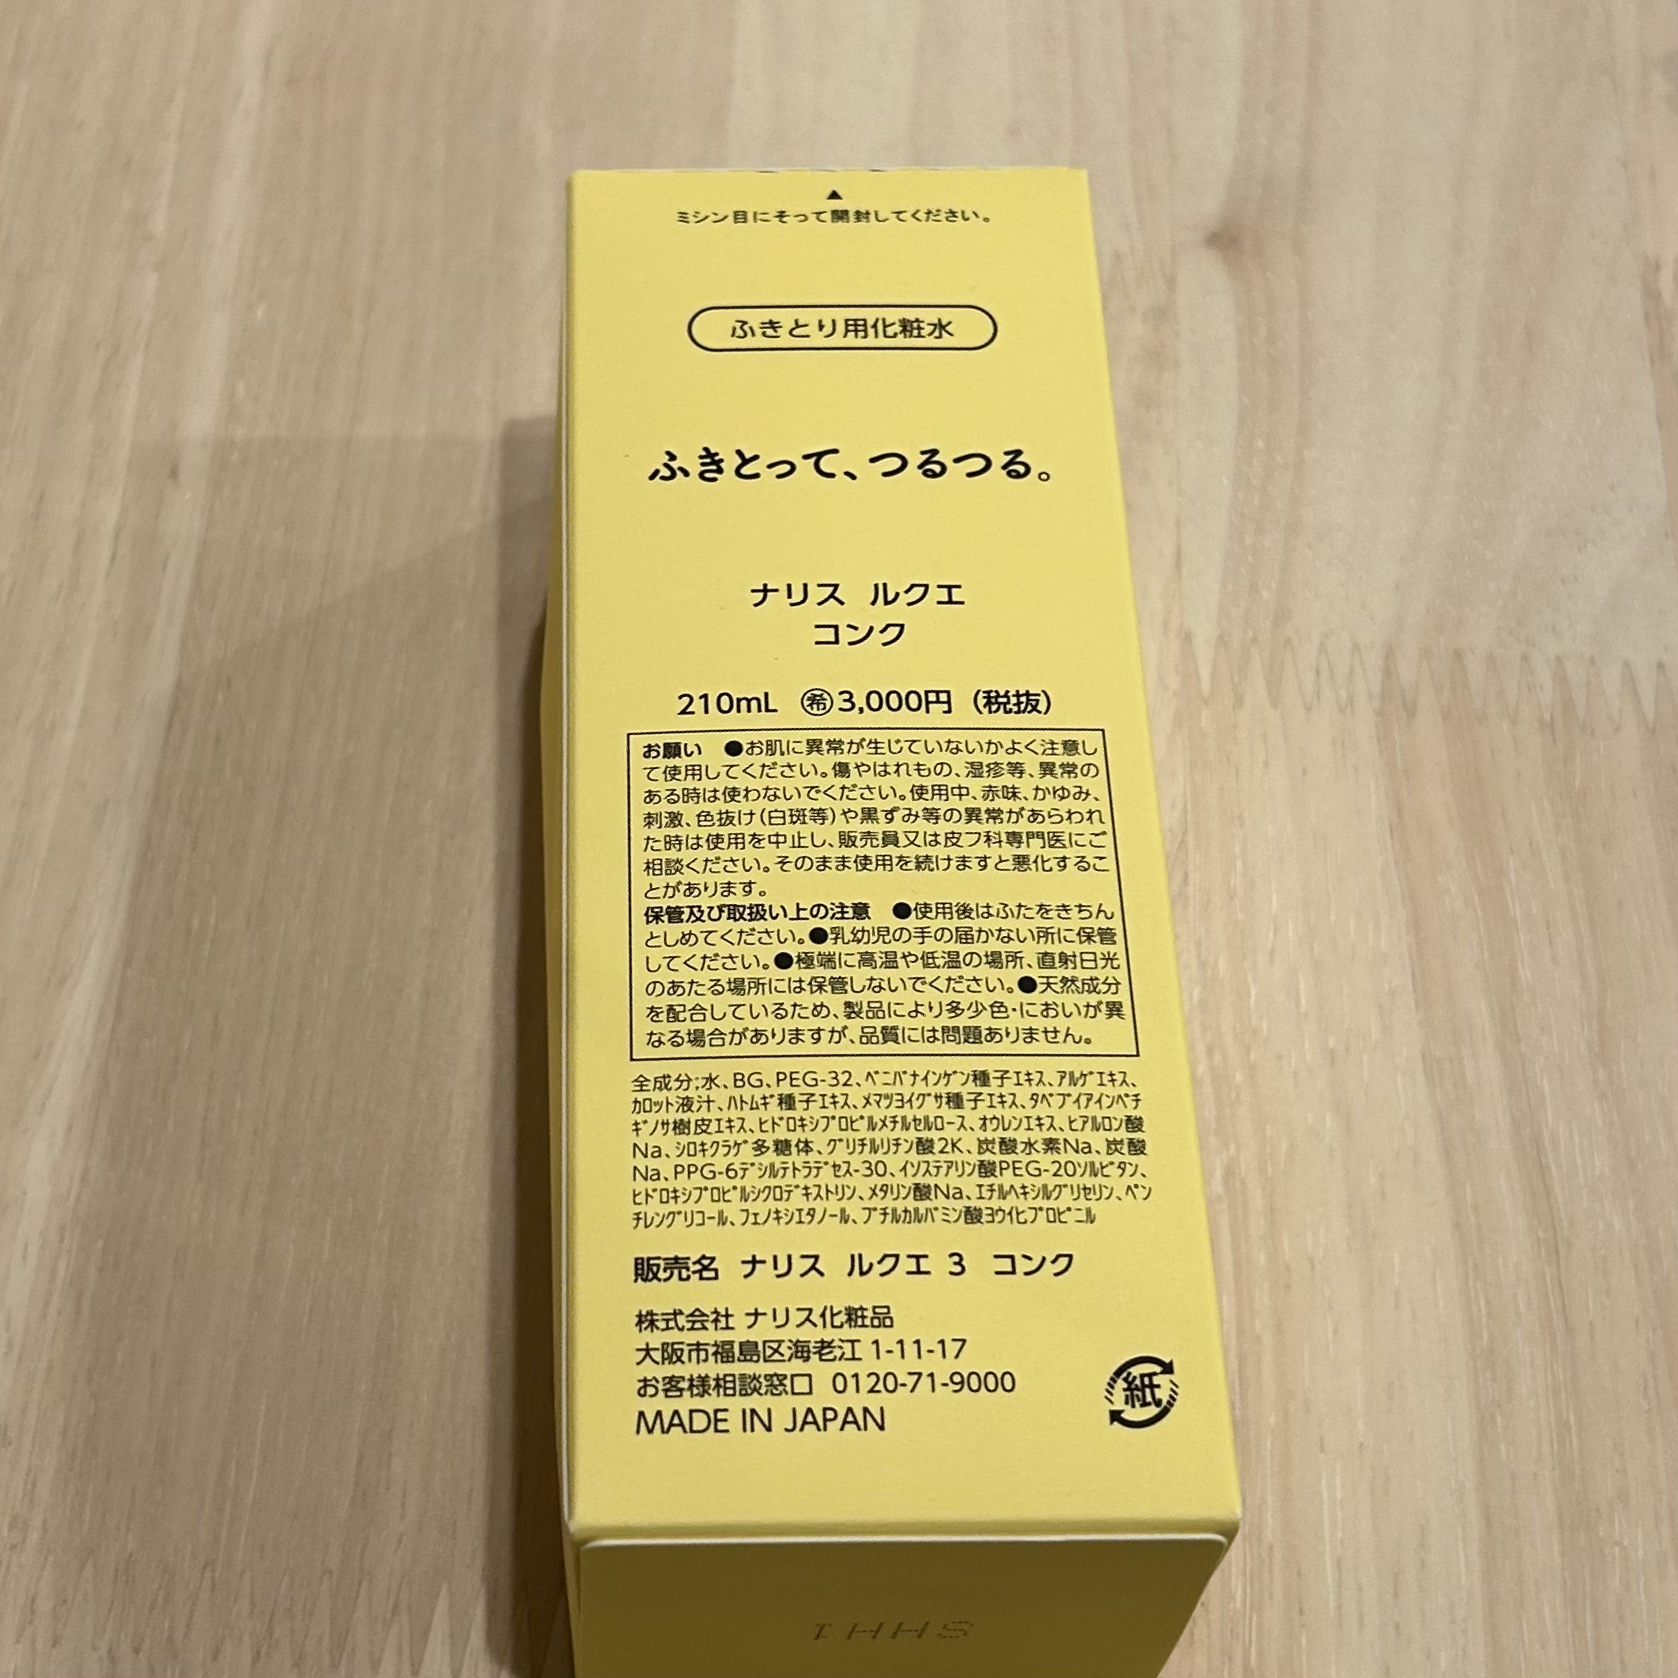 ▲
ミシン目にそって開封してください。
ふきとり用化粧水
ふきとって、つるつる。
ナリス ルクエ
コンク
210mL ㊕3,000円（税抜）
お願い ●お肌に異常が生じていないかよく注意し
て使用してください。傷やはれもの、湿疹等、異常の
ある時は使わないでください。使用中、赤味、かゆみ、
刺激、色抜け（白斑等）や黒ずみ等の異常があらわれ
た時は使用を中止し、販売員又は皮フ科専門医にご
相談ください。そのまま使用を続けますと悪化するこ
とがあります。
保管及び取扱い上の注意 ●使用後はふたをきちん
としめてください。●乳幼児の手の届かない所に保管
してください。●極端に高温や低温の場所、直射日光
のあたる場所には保管しないでください。●天然成分
を配合しているため、製品により多少色・においが異
なる場合がありますが、品質には問題ありません。
全成分:水、BG、PEG-32、ﾍﾞﾆﾊﾞﾅｲﾝｹﾞﾝ種子ｴｷｽ、ｱﾙｹﾞｴｷｽ、
ｶﾛｯﾄ液汁、ﾊﾄﾑｷﾞ種子ｴｷｽ、ﾒﾏﾂﾖｲｸﾞｻ種子ｴｷｽ、ﾀﾍﾞﾌﾞｲｱｲﾝﾍﾟﾁ
ｷﾞﾉｻ樹皮ｴｷｽ、ﾋﾄﾞﾛｷｼﾌﾟﾛﾋﾟﾙﾒﾁﾙｾﾙﾛｰｽ、ｵｳﾚﾝｴｷｽ、ﾋｱﾙﾛﾝ酸
Na、ｼﾛｷｸﾗｹﾞ多糖体、ｸﾞﾘﾁﾙﾘﾁﾝ酸2K、炭酸水素Na、炭酸
Na、PPG-6ﾃﾞｼﾙﾃﾄﾗﾃﾞｾｽ-30、ｲｿｽﾃｱﾘﾝ酸PEG-20ｿﾙﾋﾞﾀﾝ、
ﾋﾄﾞﾛｷｼﾌﾟﾛﾋﾟﾙｼｸﾛﾃﾞｷｽﾄﾘﾝ、ﾒﾀﾘﾝ酸Na、ｴﾁﾙﾍｷｼﾙｸﾞﾘｾﾘﾝ、ﾍﾟﾝ
ﾁﾚﾝｸﾞﾘｺｰﾙ、ﾌｪﾉｷｼｴﾀﾉｰﾙ、ﾌﾞﾁﾙｶﾙﾊﾞﾐﾝ酸ﾖｳｲﾋﾌﾟﾛﾋﾟﾆﾙ
販売名 ナリス ルクエ 3 コンク
株式会社 ナリス化粧品
大阪市福島区海老江 1-11-17
お客様相談窓口 0120-71-9000
MADE IN JAPAN
紙
1HHS